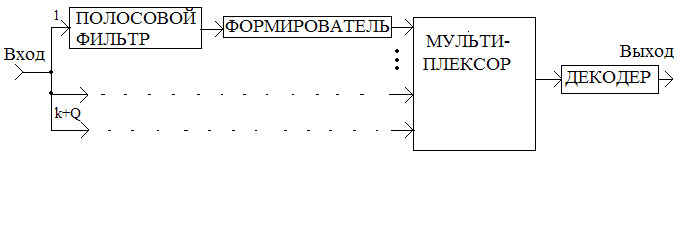 1
ПОЛОСОВОЙ
ФИЛЬТР
ФОРМИРОВАТЕЛЬ
Вход
МУЛЬТИ-
ПЛЕКСОР
Выход
ДЕКОДЕР
k+Q